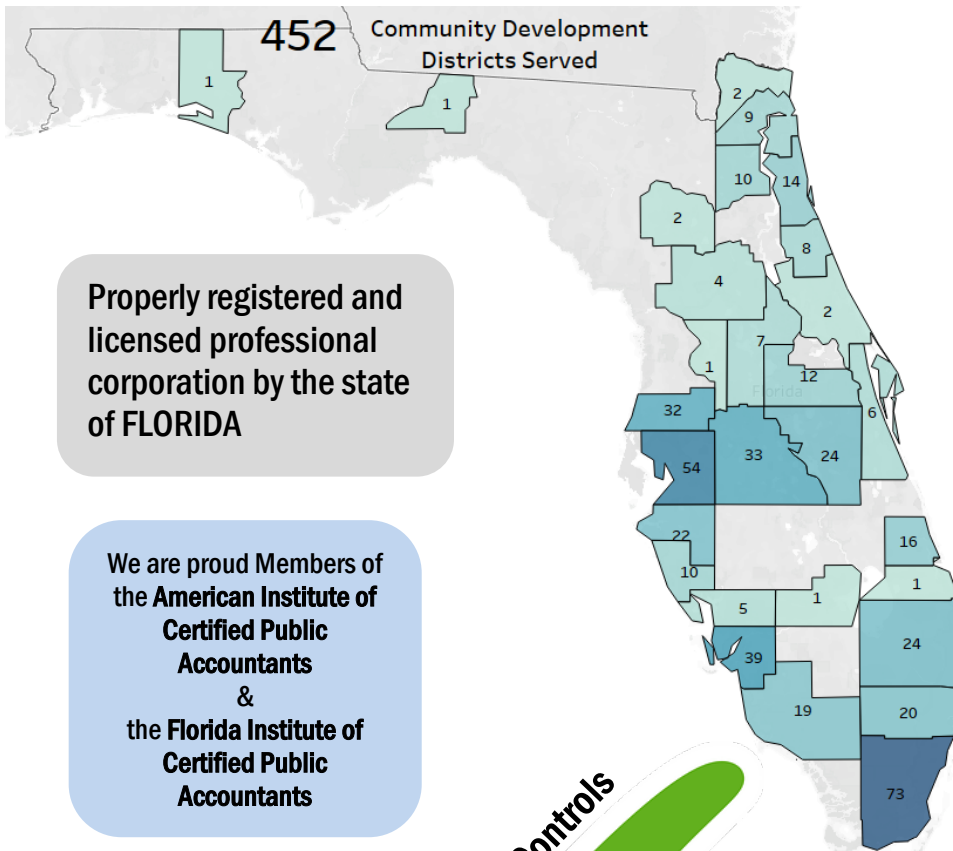 452
Community Development
Districts Served
1
1
2
9
10
14
2
8
4
2
7
1
12
Florida
6
32
33
24
54
22
16
10
1
1
5
24
39
19
20
73
Properly registered and
licensed professional
corporation by the state
of FLORIDA
We are proud Members of
the American Institute of
Certified Public
Accountants
&
the Florida Institute of
Certified Public
Accountants
Controls